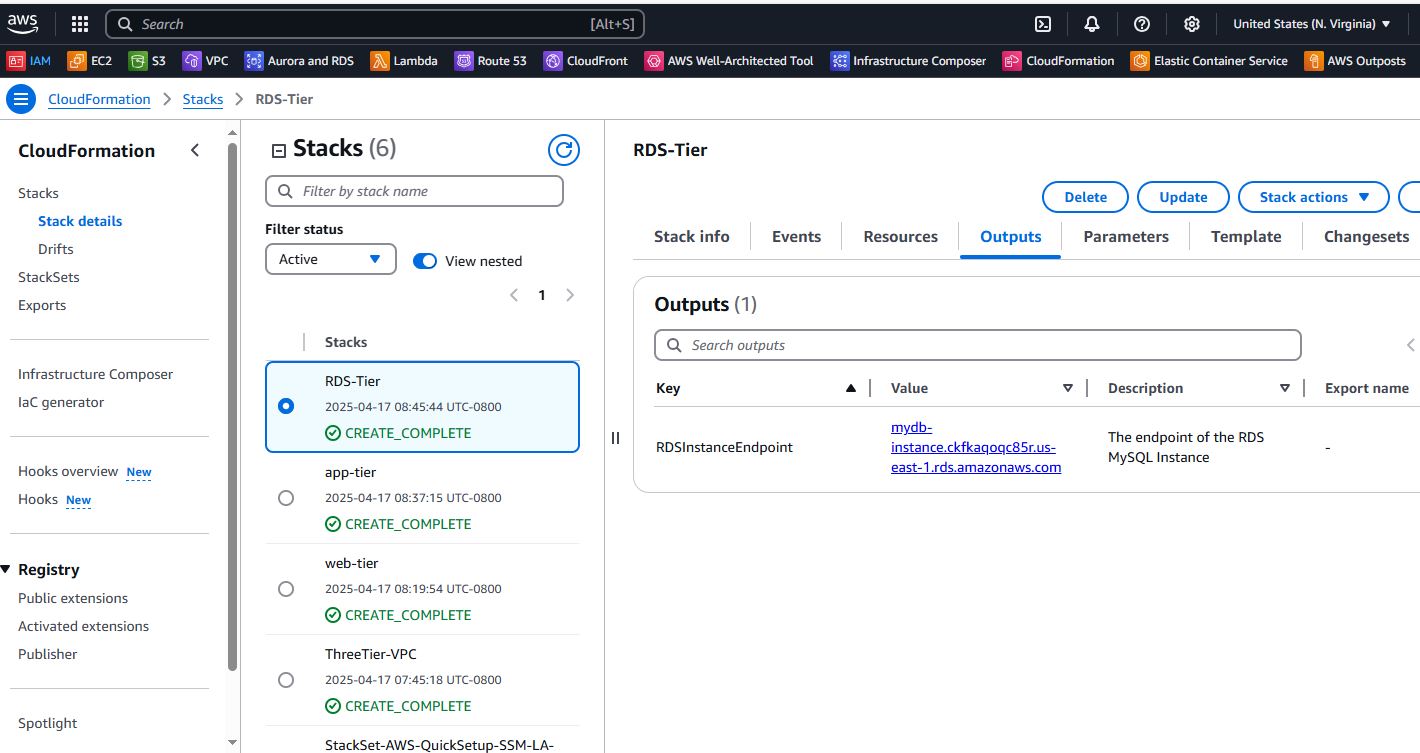 aws
Search [Alt+S]
United States (N. Virginia)
IAM EC2 S3 VPC Aurora and RDS Lambda Route 53 CloudFront AWS Well-Architected Tool Infrastructure Composer CloudFormation Elastic Container Service AWS Outposts
CloudFormation Stacks RDS-Tier
CloudFormation
Stacks
Stack details
Drifts
StackSets
Exports
Infrastructure Composer
IaC generator
Hooks overview New
Hooks New
Registry
Public extensions
Activated extensions
Publisher
Spotlight
Stacks (6)
Filter by stack name
Filter status
Active
View nested
1
Stacks
RDS-Tier
2025-04-17 08:45:44 UTC-0800
CREATE_COMPLETE
app-tier
2025-04-17 08:37:15 UTC-0800
CREATE_COMPLETE
web-tier
2025-04-17 08:19:54 UTC-0800
CREATE_COMPLETE
ThreeTier-VPC
2025-04-17 07:45:18 UTC-0800
CREATE_COMPLETE
StackSet-AWS-QuickSetup-SSM-LA-
RDS-Tier
Delete Update Stack actions
Stack info Events Resources Outputs Parameters Template Changesets
Outputs (1)
Search outputs
Key Value Description Export name
RDSInstanceEndpoint
mydb-
instance.ckfkaqoqc85r.us-
east-1.rds.amazonaws.com
The endpoint of the RDS
MySQL Instance
-